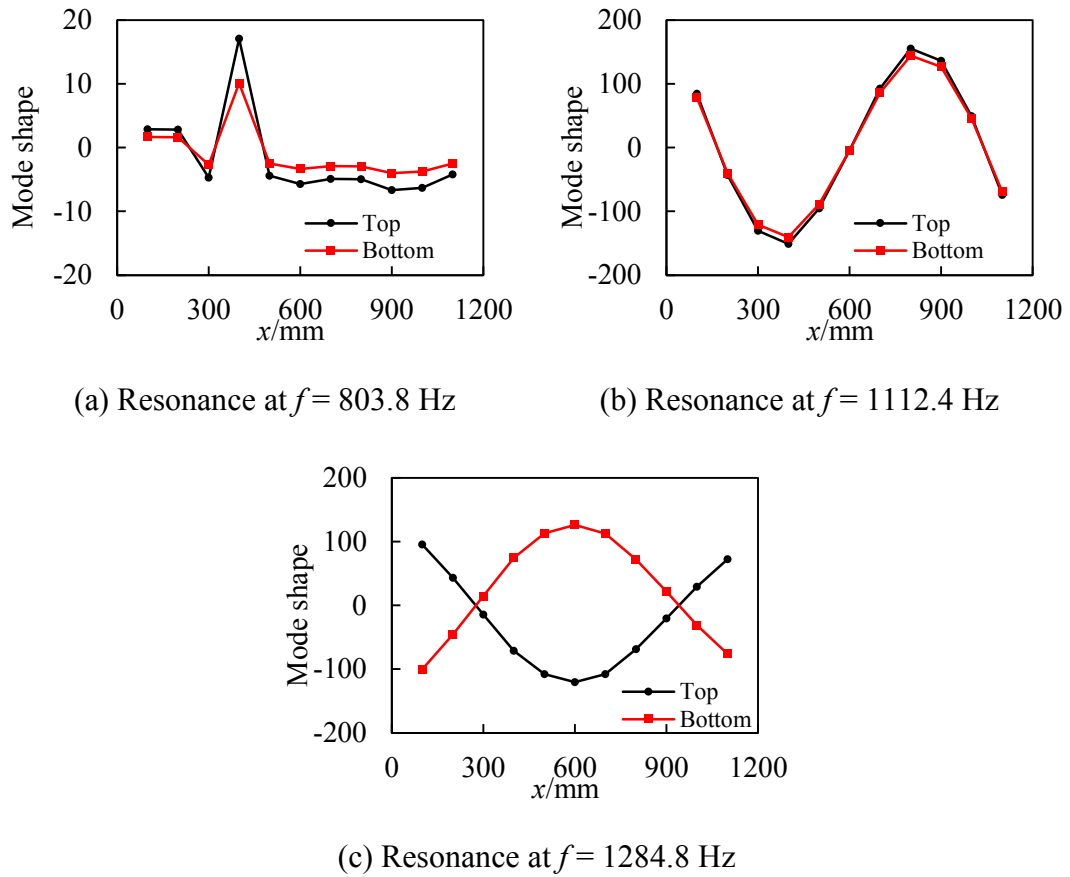 20
10
0
-10
-20
Mode shape
Top
Bottom
0 300 600 900 1200
x/mm
(a) Resonance at f = 803.8 Hz
200
100
0
-100
-200
Mode shape
Top
Bottom
0 300 600 900 1200
x/mm
(b) Resonance at f = 1112.4 Hz
200
100
0
-100
-200
Mode shape
Top
Bottom
0 300 600 900 1200
x/mm
(c) Resonance at f = 1284.8 Hz